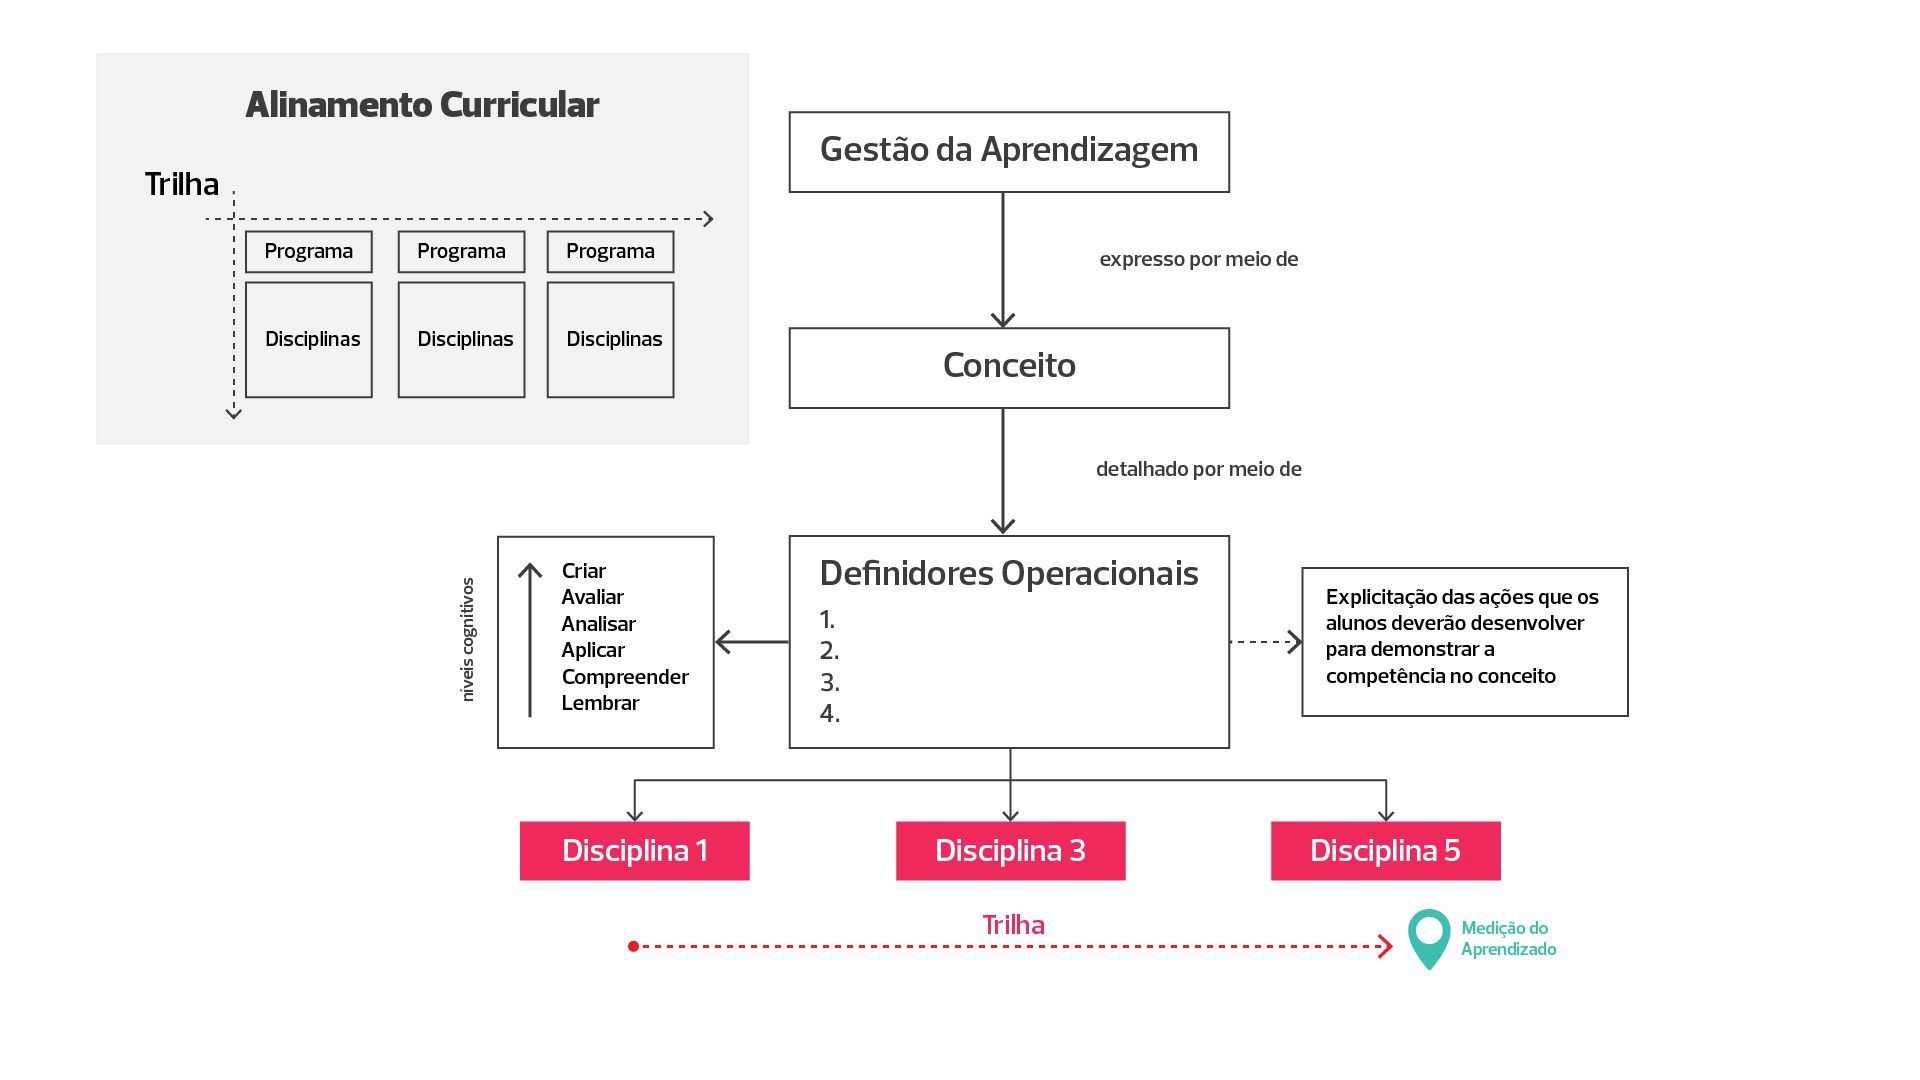 Alinamento Curricular
Trilha
Programa
Programa
Programa
Disciplinas
Disciplinas
Disciplinas
Gestão da Aprendizagem
expresso por meio de
Conceito
detalhado por meio de
níveis cognitivos
Criar
Avaliar
Analisar
Aplicar
Compreender
Lembrar
Definidores Operacionais
1.
2.
3.
4.
Explicitação das ações que os
alunos deverão desenvolver
para demonstrar a
competência no conceito
Disciplina 1
Disciplina 3
Disciplina 5
Trilha
Medição do
Aprendizado